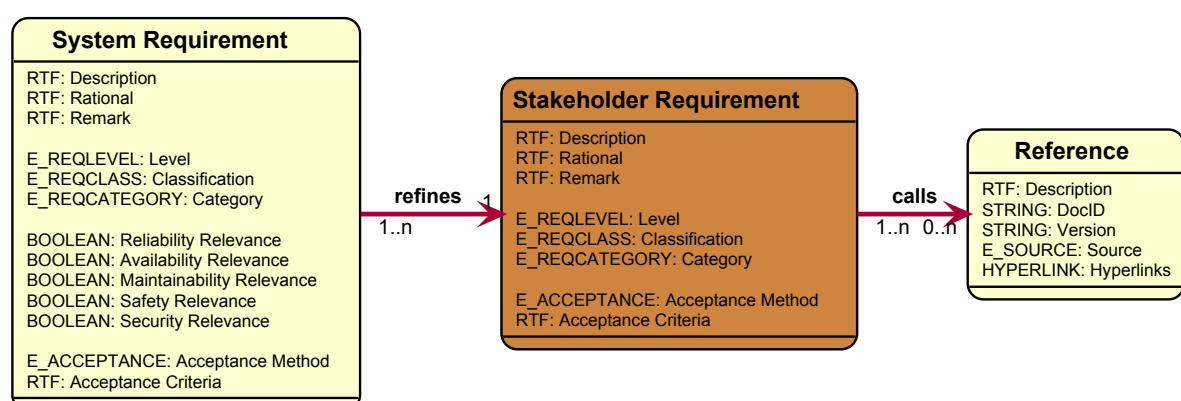 System Requirement
RTF: Description
RTF: Rational
RTF: Remark
E_REQLEVEL: Level
E_REQCLASS: Classification
E_REQCATEGORY: Category
BOOLEAN: Reliability Relevance
BOOLEAN: Availability Relevance
BOOLEAN: Maintainability Relevance
BOOLEAN: Safety Relevance
BOOLEAN: Security Relevance
E_ACCEPTANCE: Acceptance Method
RTF: Acceptance Criteria
refines
1..n
1
Stakeholder Requirement
RTF: Description
RTF: Rational
RTF: Remark
E_REQLEVEL: Level
E_REQCLASS: Classification
E_REQCATEGORY: Category
E_ACCEPTANCE: Acceptance Method
RTF: Acceptance Criteria
calls
1..n
0..n
Reference
RTF: Description
STRING: DocID
STRING: Version
E_SOURCE: Source
HYPERLINK: Hyperlinks